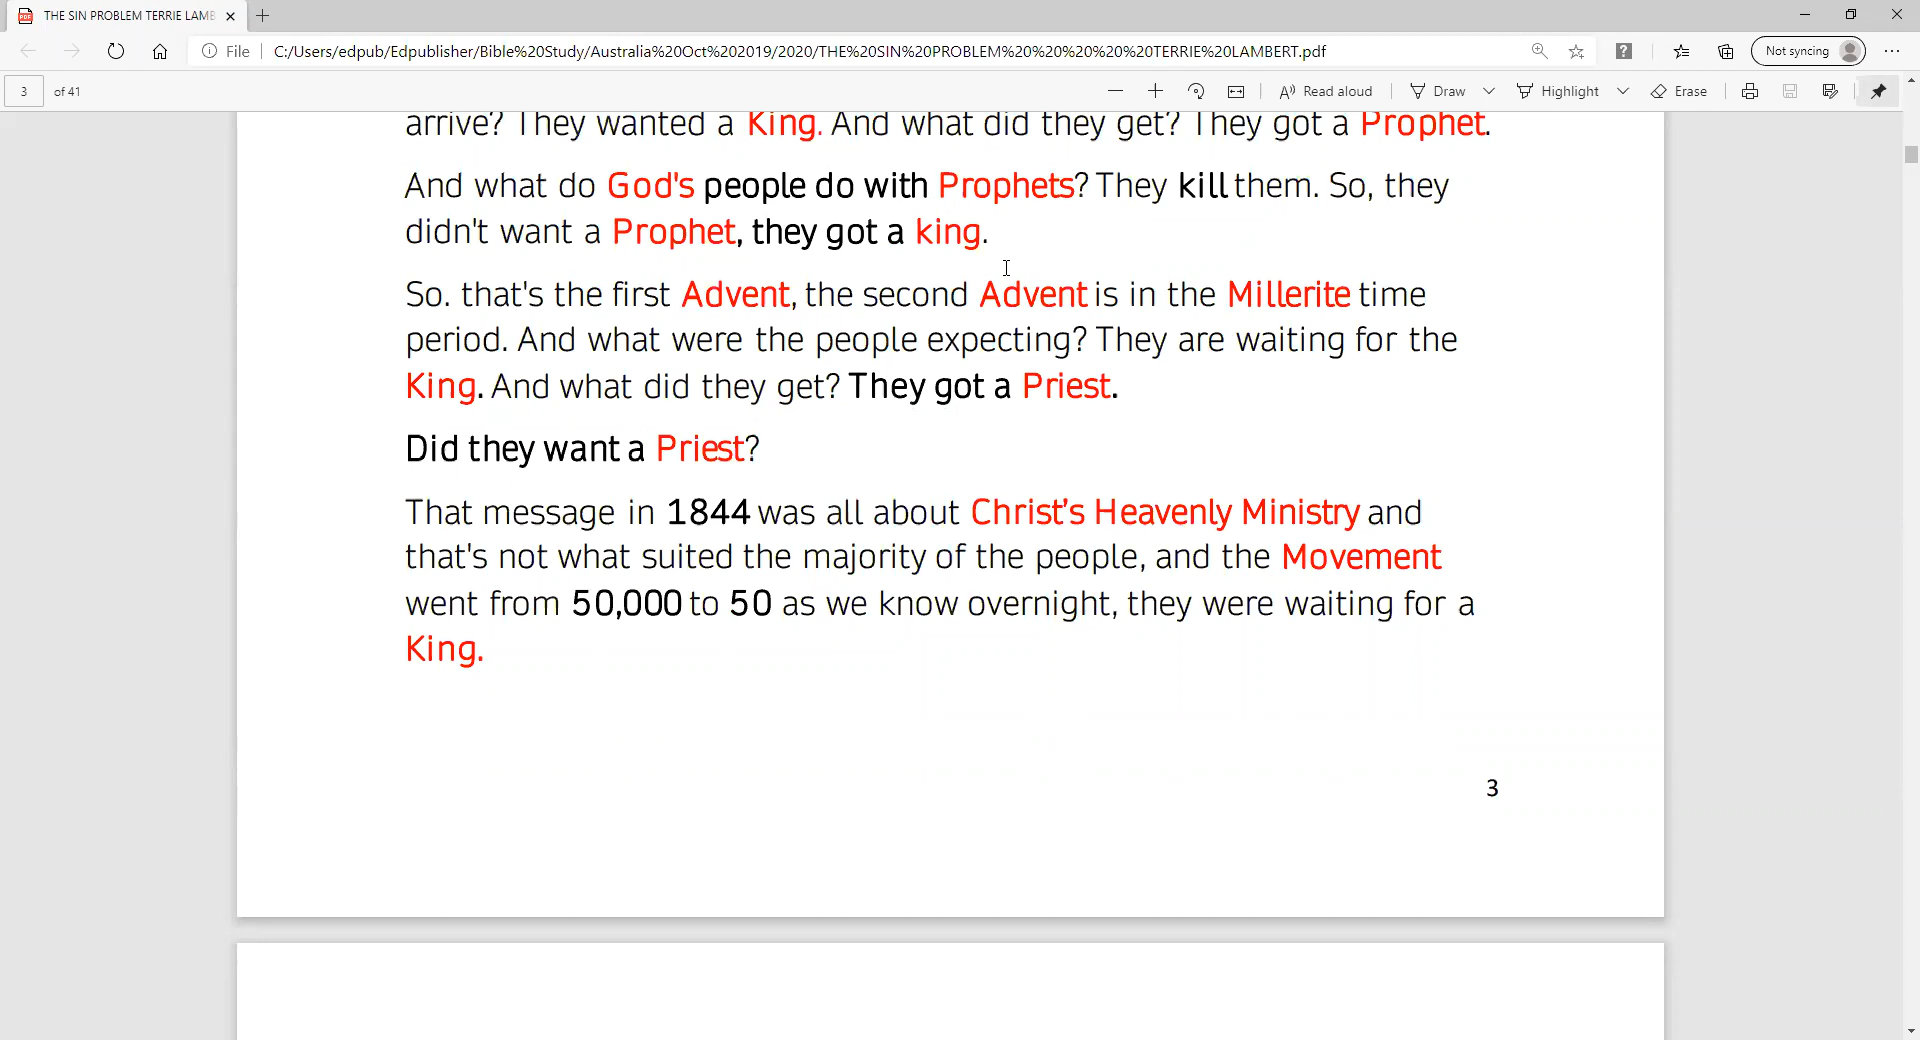 THE SIN PROBLEM TERRIE LAMB
File
C:/Users/edpub/Edpublisher/Bible%20Study/Australia%20Oct%202019/2020/THE%20SIN%20PROBLEM%20%20%20%20%20TERRIE%20LAMBERT.pdf
Not syncing
3 of 41
Read aloud
Draw
Highlight
Erase
arrive? They wanted a King. And what did they get? They got a Prophet.
And what do God's people do with Prophets? They kill them. So, they
didn't want a Prophet, they got a king.
So. that's the first Advent, the second Advent is in the Millerite time
period. And what were the people expecting? They are waiting for the
King. And what did they get? They got a Priest.
Did they want a Priest?
That message in 1844 was all about Christ's Heavenly Ministry and
that's not what suited the majority of the people, and the Movement
went from 50,000 to 50 as we know overnight, they were waiting for a
King.
3